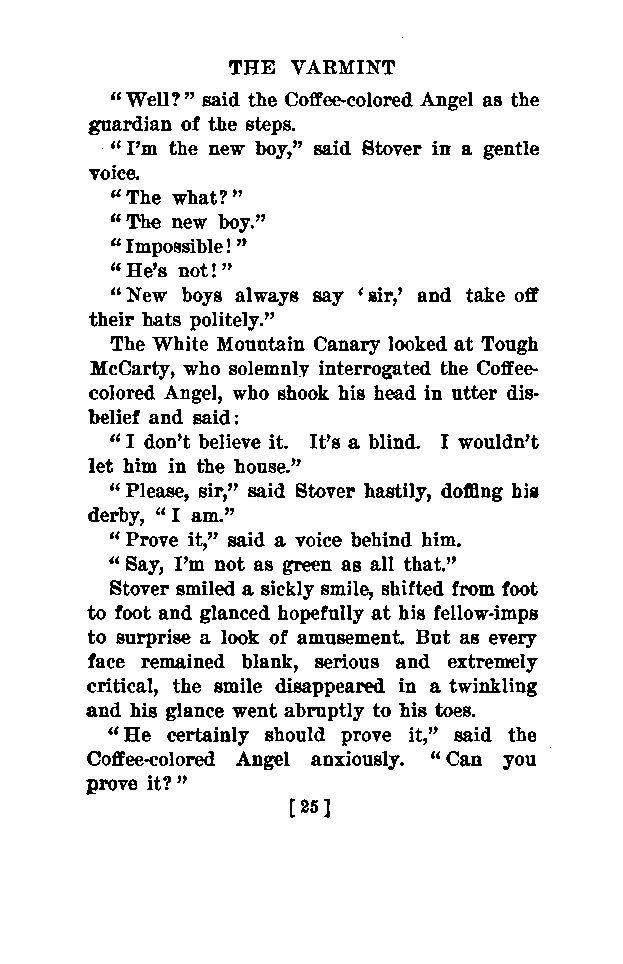 THE VARMINT
"Well?" said the Coffee-colored Angel as the
guardian of the steps.
"I'm the new boy," said Stover in a gentle
voice.
"The what?"
"The new boy."
"Impossible!"
"He's not!"
"New boys always say 'sir,' and take off
their hats politely."
The White Mountain Canary looked at Tough
McCarty, who solemnly interrogated the Coffee-
colored Angel, who shook his head in utter dis-
belief and said:
"I don't believe it. It's a blind. I wouldn't
let him in the house."
"Please, sir," said Stover hastily, doffing his
derby, "I am."
"Prove it," said a voice behind him.
"Say, I'm not as green as all that."
Stover smiled a sickly smile, shifted from foot
to foot and glanced hopefully at his fellow-imps
to surprise a look of amusement. But as every
face remained blank, serious and extremely
critical, the smile disappeared in a twinkling
and his glance went abruptly to his toes.
"He certainly should prove it," said the
Coffee-colored Angel anxiously. "Can you
prove it?"
[25]